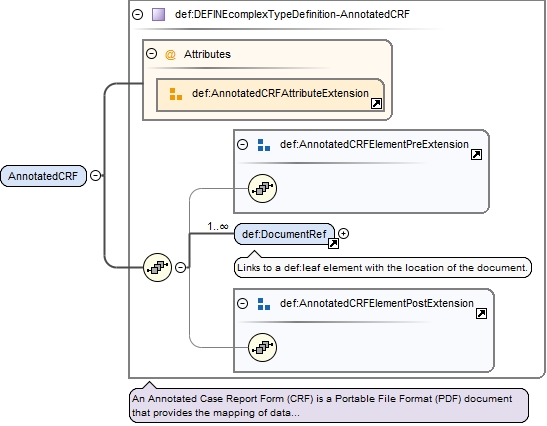 def:DEFINEcomplexTypeDefinition-AnnotatedCRF
@ Attributes
def:AnnotatedCRFAttributeExtension
def:AnnotatedCRFElementPreExtension
AnnotatedCRF
1..∞
def:DocumentRef
Links to a def:leaf element with the location of the document.
def:AnnotatedCRFElementPostExtension
An Annotated Case Report Form (CRF) is a Portable File Format (PDF) document
that provides the mapping of data...